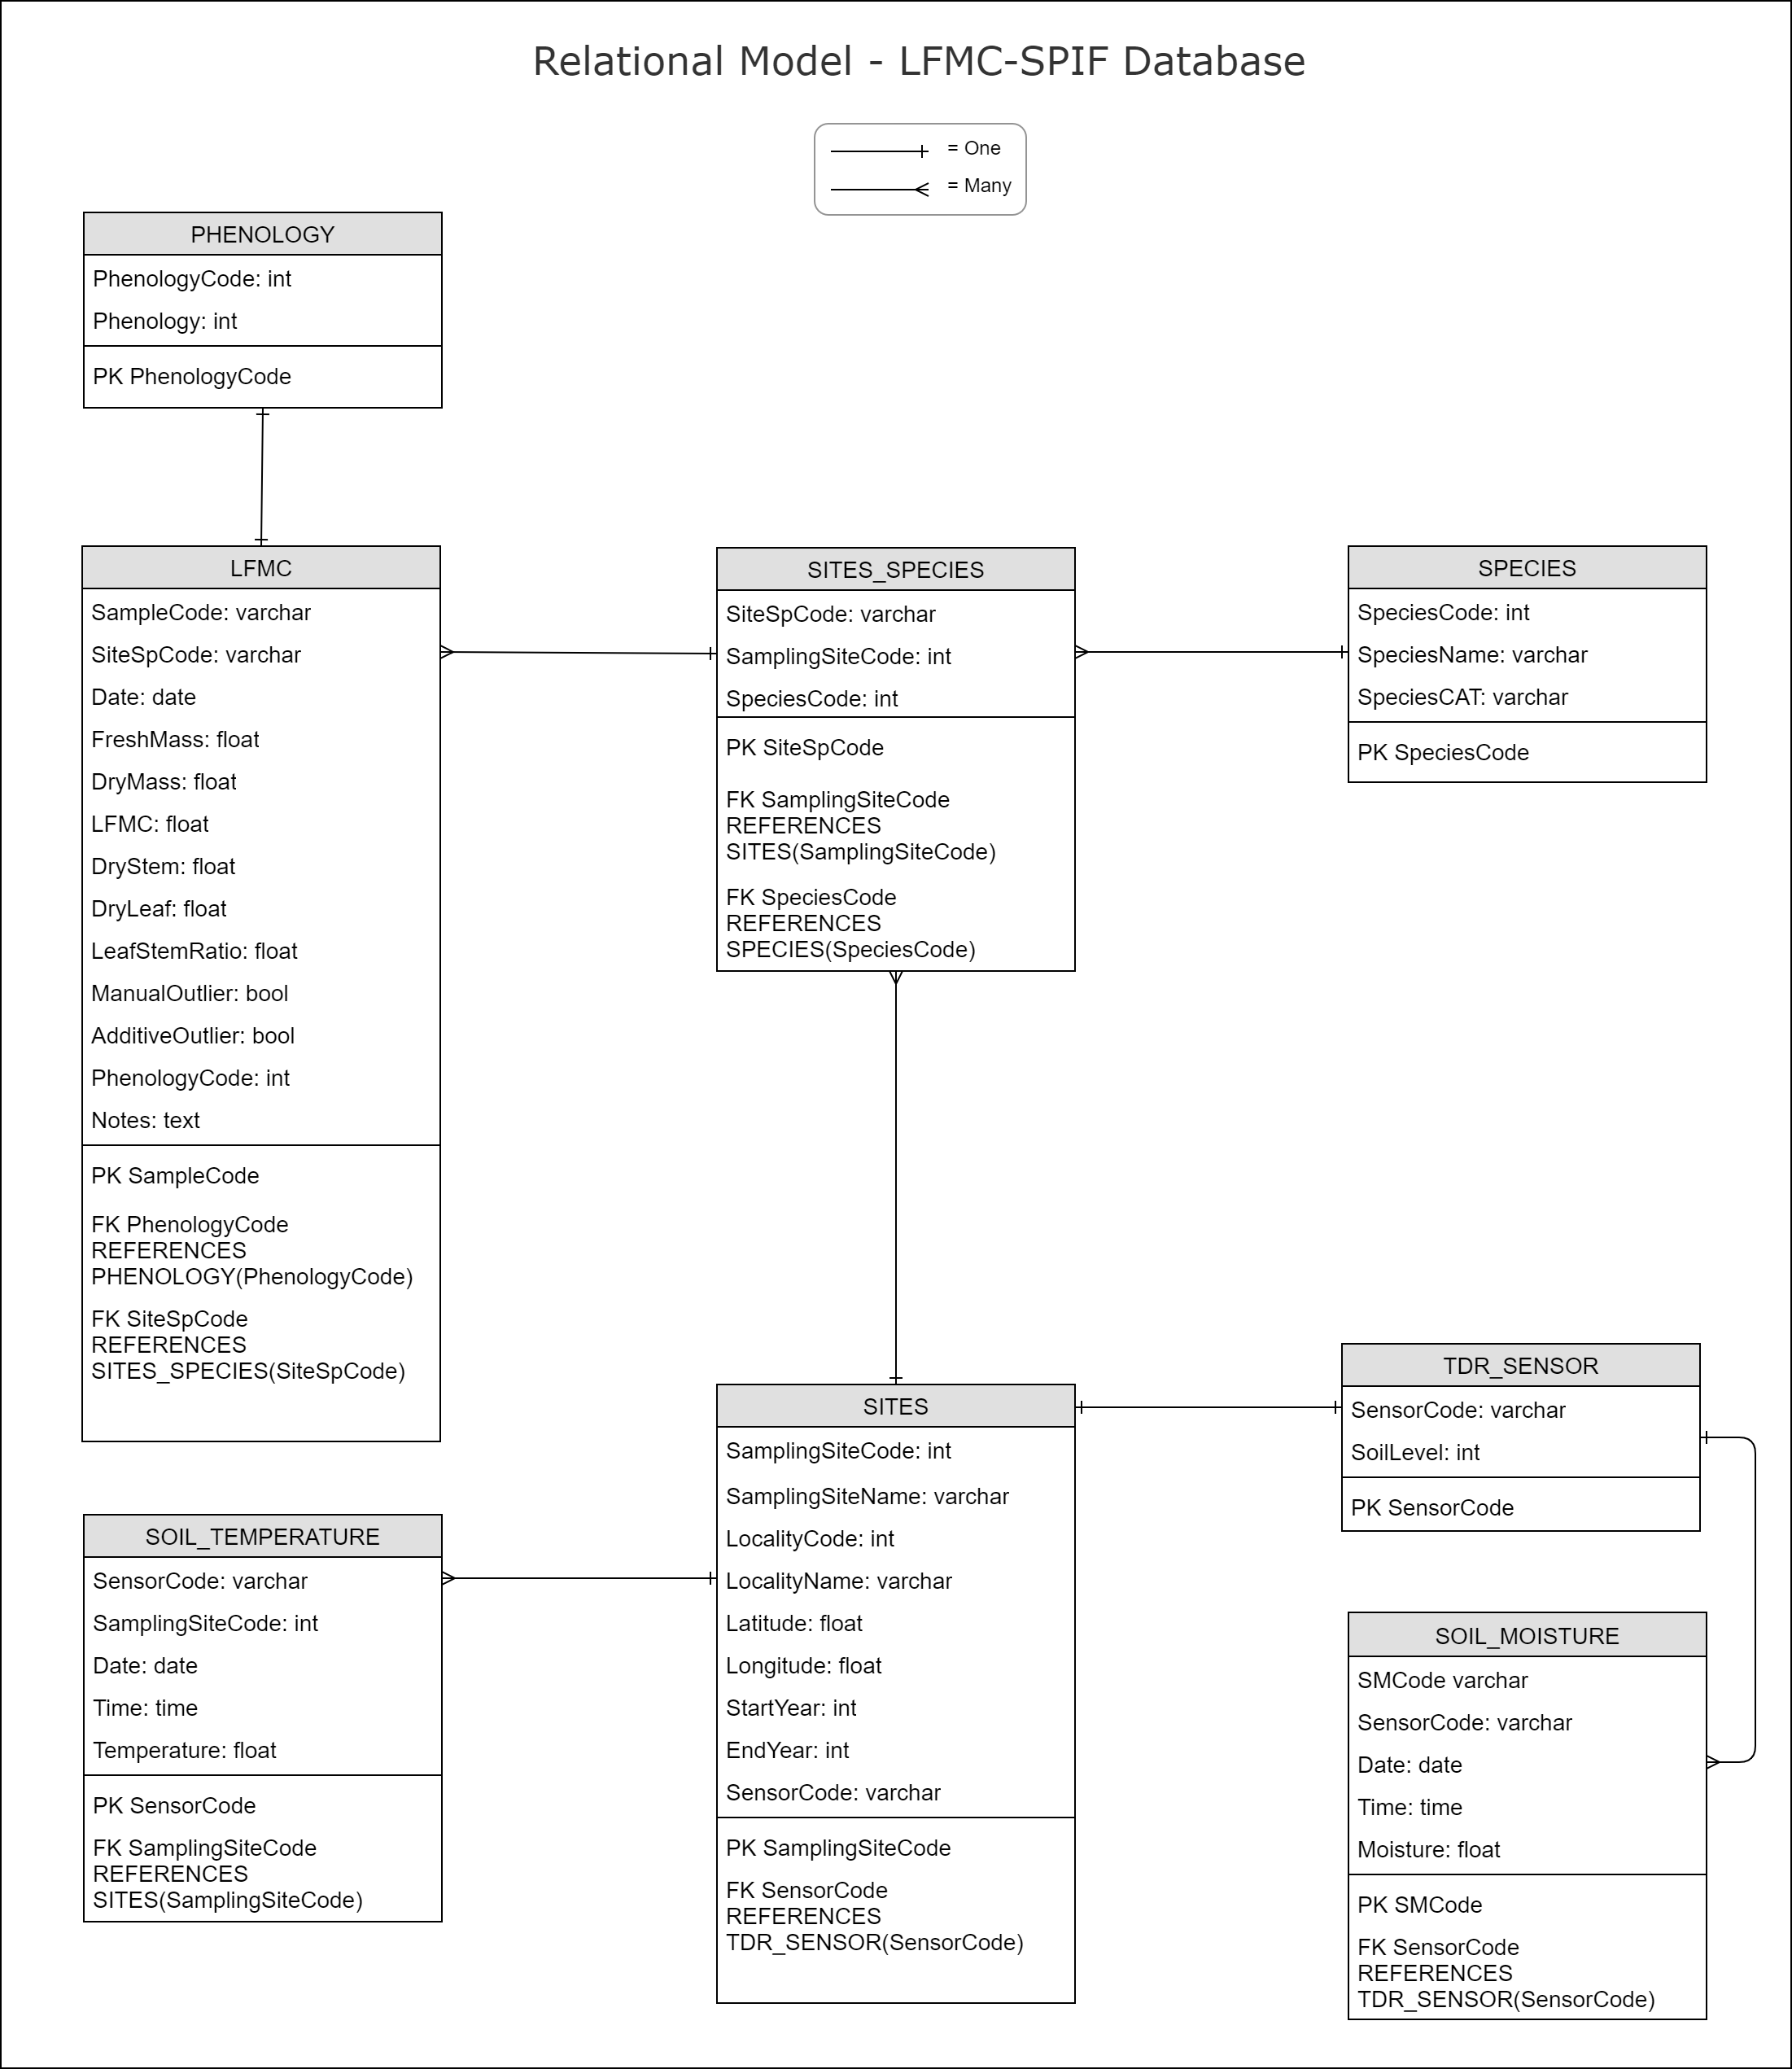 Relational Model - LFMC-SPIF Database
= One
= Many
PHENOLOGY
PhenologyCode: int
Phenology: int
PK PhenologyCode
LFMC
SampleCode: varchar
SiteSpCode: varchar
Date: date
FreshMass: float
DryMass: float
LFMC: float
DryStem: float
DryLeaf: float
LeafStemRatio: float
ManualOutlier: bool
AdditiveOutlier: bool
PhenologyCode: int
Notes: text
PK SampleCode
FK PhenologyCode
REFERENCES
PHENOLOGY(PhenologyCode)
FK SiteSpCode
REFERENCES
SITES_SPECIES(SiteSpCode)
SITES_SPECIES
SiteSpCode: varchar
SamplingSiteCode: int
SpeciesCode: int
PK SiteSpCode
FK SamplingSiteCode
REFERENCES
SITES(SamplingSiteCode)
FK SpeciesCode
REFERENCES
SPECIES(SpeciesCode)
SPECIES
SpeciesCode: int
SpeciesName: varchar
SpeciesCAT: varchar
PK SpeciesCode
SOIL_TEMPERATURE
SensorCode: varchar
SamplingSiteCode: int
Date: date
Time: time
Temperature: float
PK SensorCode
FK SamplingSiteCode
REFERENCES
SITES(SamplingSiteCode)
SITES
SamplingSiteCode: int
SamplingSiteName: varchar
LocalityCode: int
LocalityName: varchar
Latitude: float
Longitude: float
StartYear: int
EndYear: int
SensorCode: varchar
PK SamplingSiteCode
FK SensorCode
REFERENCES
TDR_SENSOR(SensorCode)
TDR_SENSOR
SensorCode: varchar
SoilLevel: int
PK SensorCode
SOIL_MOISTURE
SMCode varchar
SensorCode: varchar
Date: date
Time: time
Moisture: float
PK SMCode
FK SensorCode
REFERENCES
TDR_SENSOR(SensorCode)